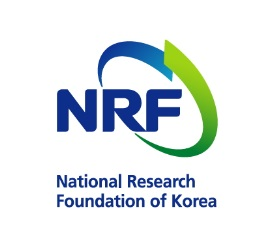 NRF
National Research
Foundation of Korea